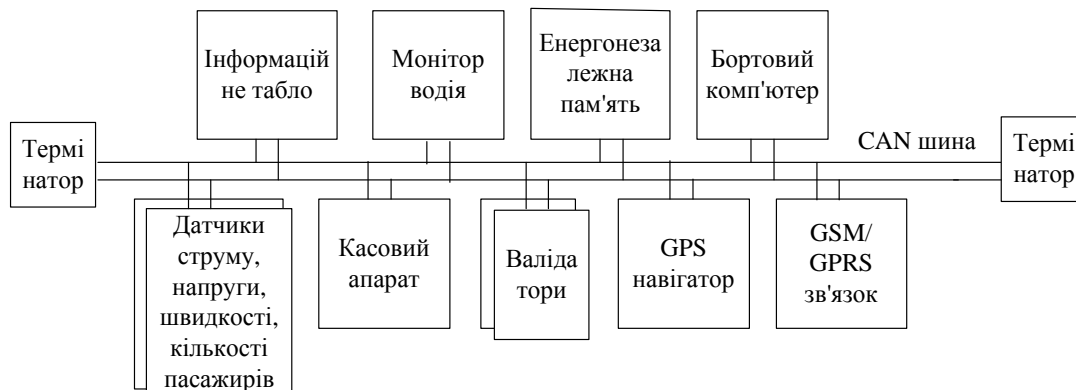 Інформацій
не табло
Монітор
водія
Енергонеза
лежна
пам'ять
Бортовий
комп'ютер
Термі
натор
CAN шина
Термі
натор
Датчики
струму,
напруги,
швидкості,
кількості
пасажирів
Касовий
апарат
Валіда
тори
GPS
навігатор
GSM/
GPRS
зв'язок